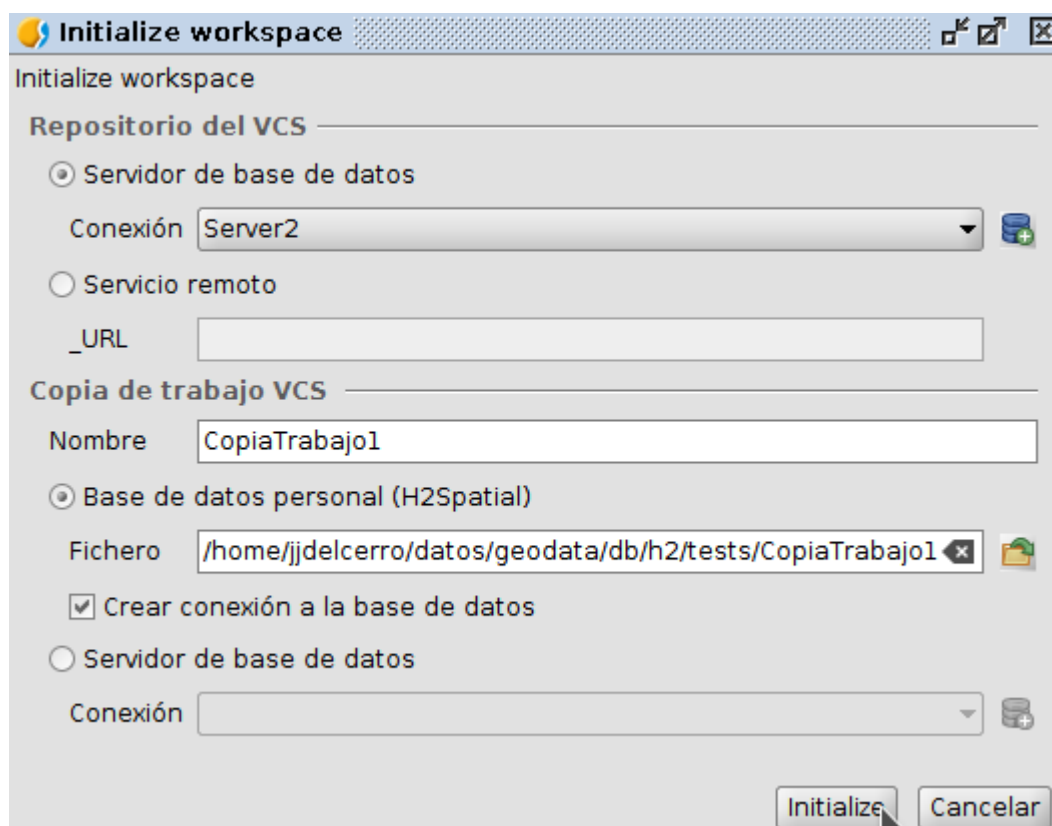 Initialize workspace
Initialize workspace
Repositorio del VCS
Servidor de base de datos
Conexión Server2
Servicio remoto
_URL
Copia de trabajo VCS
Nombre CopiaTrabajo1
Base de datos personal (H2Spatial)
Fichero /home/jjdelcerro/datos/geodata/db/h2/tests/CopiaTrabajo1
Crear conexión a la base de datos
Servidor de base de datos
Conexión
Initialize Cancelar